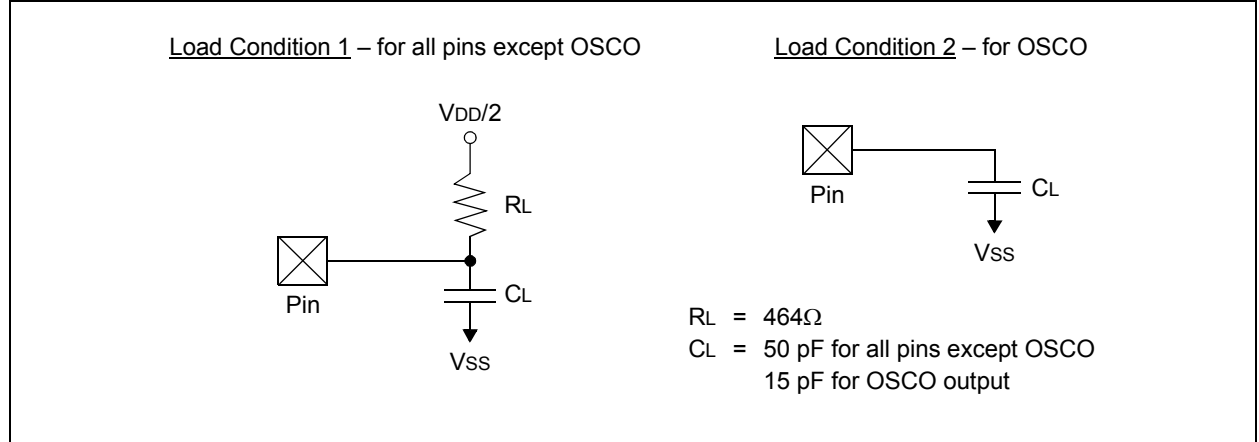 Load Condition 1 – for all pins except OSCO
VDD/2
RL
Pin
CL
VSS
Load Condition 2 – for OSCO
Pin
CL
VSS
RL = 464Ω
CL = 50 pF for all pins except OSCO
15 pF for OSCO output